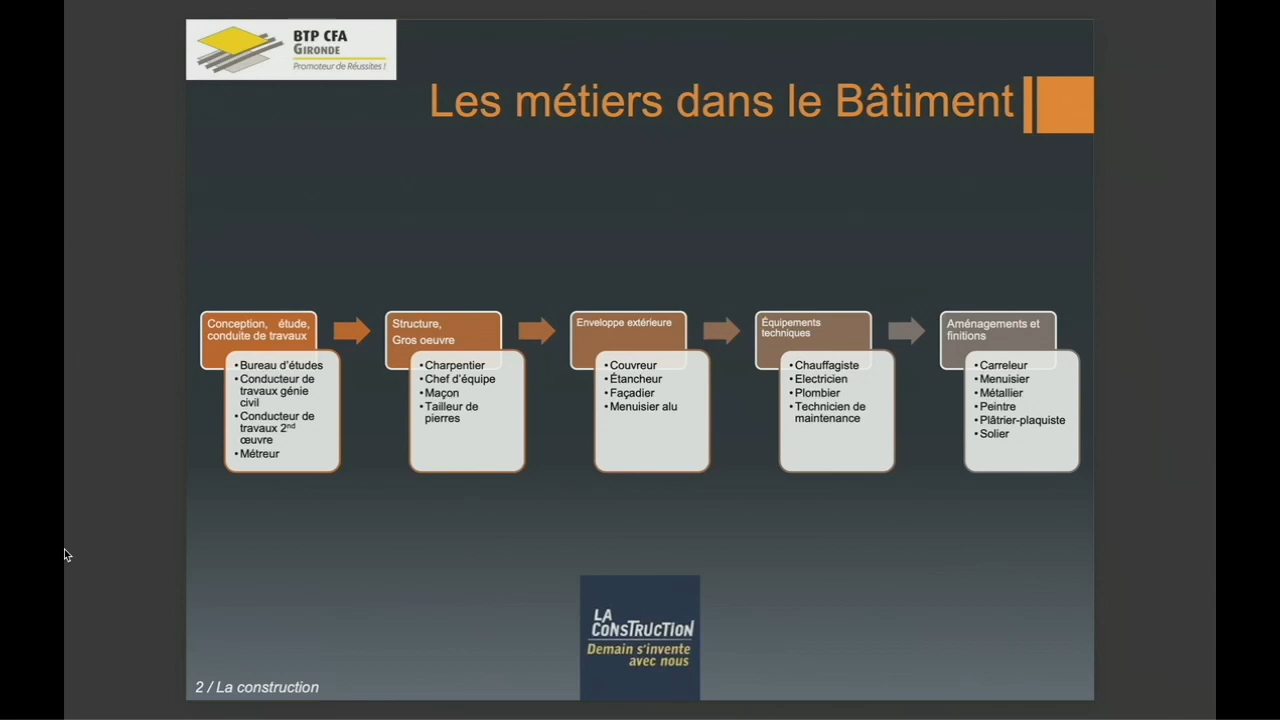 BTP CFA
GIRONDE
Promoteur de Réussites !
Les métiers dans le Bâtiment
Conception, étude,
conduite de travaux
•Bureau d'études
•Conducteur de
travaux génie
civil
•Conducteur de
travaux 2nd
œuvre
•Métreur
Structure,
Gros oeuvre
•Charpentier
•Chef d'équipe
•Maçon
•Tailleur de
pierres
Enveloppe extérieure
•Couvreur
•Étancheur
•Façadier
•Menuisier alu
Équipements
techniques
•Chauffagiste
•Electricien
•Plombier
•Technicien de
maintenance
Aménagements et
finitions
•Carreleur
•Menuisier
•Métallier
•Peintre
•Plâtrier-plaquiste
•Solier
LA
CONSTRUCTION
Demain s'invente
avec nous
2 / La construction